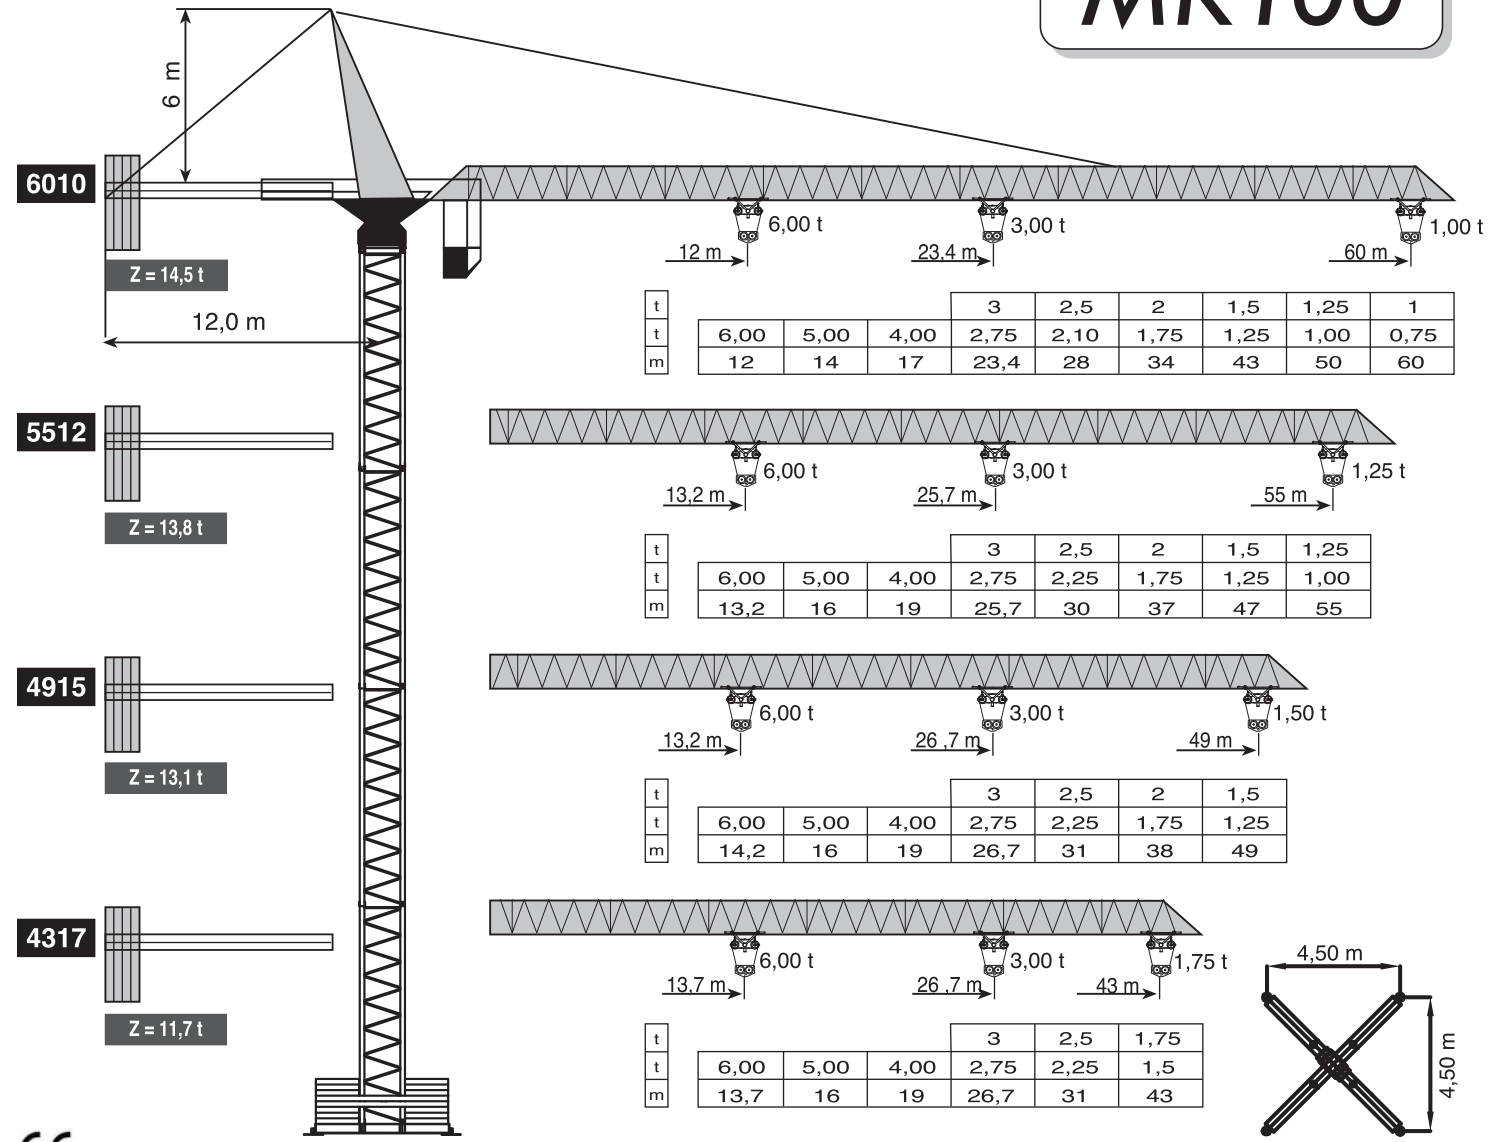 MK100
6 m
6010
6,00 t
3,00 t
1,00 t
12 m
23,4 m
60 m
Z = 14,5 t
12,0 m
t 3 2,5 2 1,5 1,25 1
t 6,00 5,00 4,00 2,75 2,10 1,75 1,25 1,00 0,75
m 12 14 17 23,4 28 34 43 50 60
5512
6,00 t
3,00 t
1,25 t
13,2 m
25,7 m
55 m
Z = 13,8 t
t 3 2,5 2 1,5 1,25
t 6,00 5,00 4,00 2,75 2,25 1,75 1,25 1,00
m 13,2 16 19 25,7 30 37 47 55
4915
6,00 t
3,00 t
1,50 t
13,2 m
26 ,7 m
49 m
Z = 13,1 t
t 3 2,5 2 1,5
t 6,00 5,00 4,00 2,75 2,25 1,75 1,25
m 14,2 16 19 26,7 31 38 49
4317
6,00 t
3,00 t
1,75 t
13,7 m
26 ,7 m
43 m
Z = 11,7 t
t 3 2,5 1,75
t 6,00 5,00 4,00 2,75 2,25 1,5
m 13,7 16 19 26,7 31 43
4,50 m
4,50 m